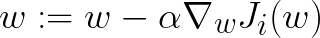 w := w − α∇_w J_i(w)